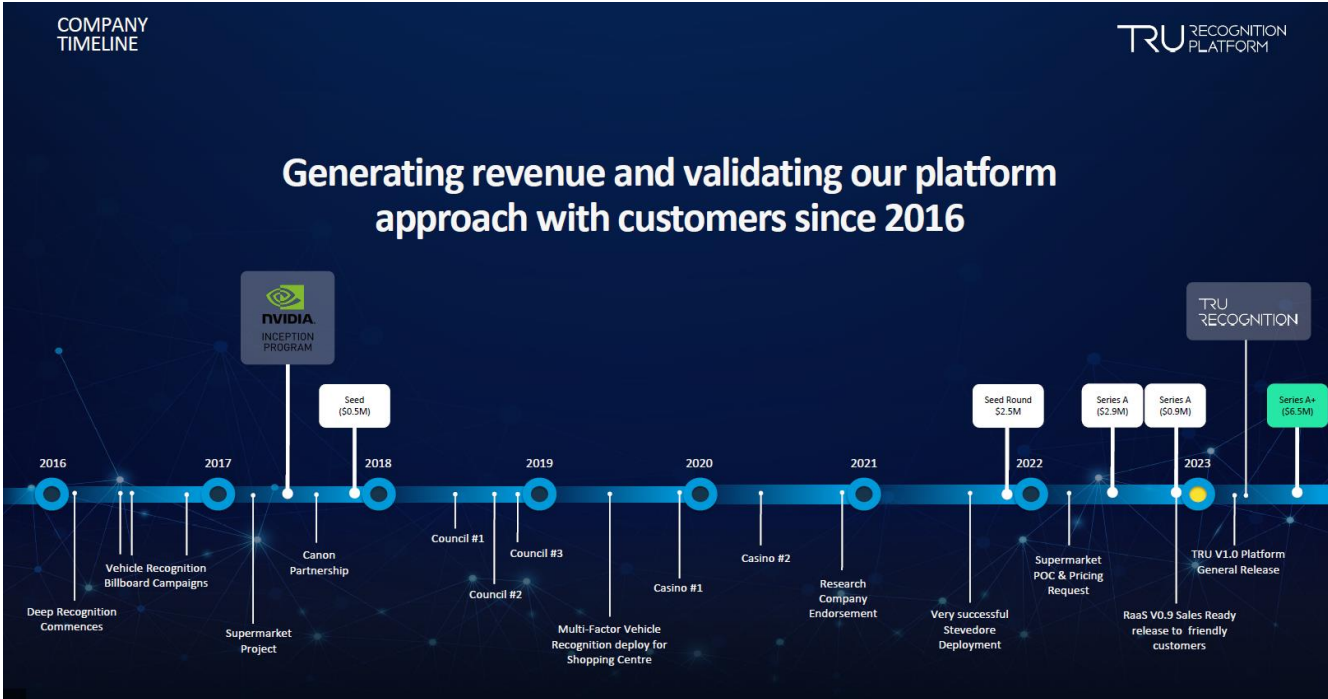 COMPANY
TIMELINE
TRU RECOGNITION
PLATFORM
Generating revenue and validating our platform
approach with customers since 2016
NVIDIA.
INCEPTION
PROGRAM
TRU
RECOGNITION
Seed
($0.5M)
Seed Round
$2.5M
Series A
($2.9M)
Series A
($0.9M)
Series A+
($6.5M)
2016
2017
2018
2019
2020
2021
2022
2023
Deep Recognition
Commences
Vehicle Recognition
Billboard Campaigns
Supermarket
Project
Canon
Partnership
Council #1
Council #2
Council #3
Multi-Factor Vehicle
Recognition deploy for
Shopping Centre
Casino #1
Casino #2
Research
Company
Endorsement
Very successful
Stevedore
Deployment
Supermarket
POC & Pricing
Request
RaaS V0.9 Sales Ready
release to friendly
customers
TRU V1.0 Platform
General Release